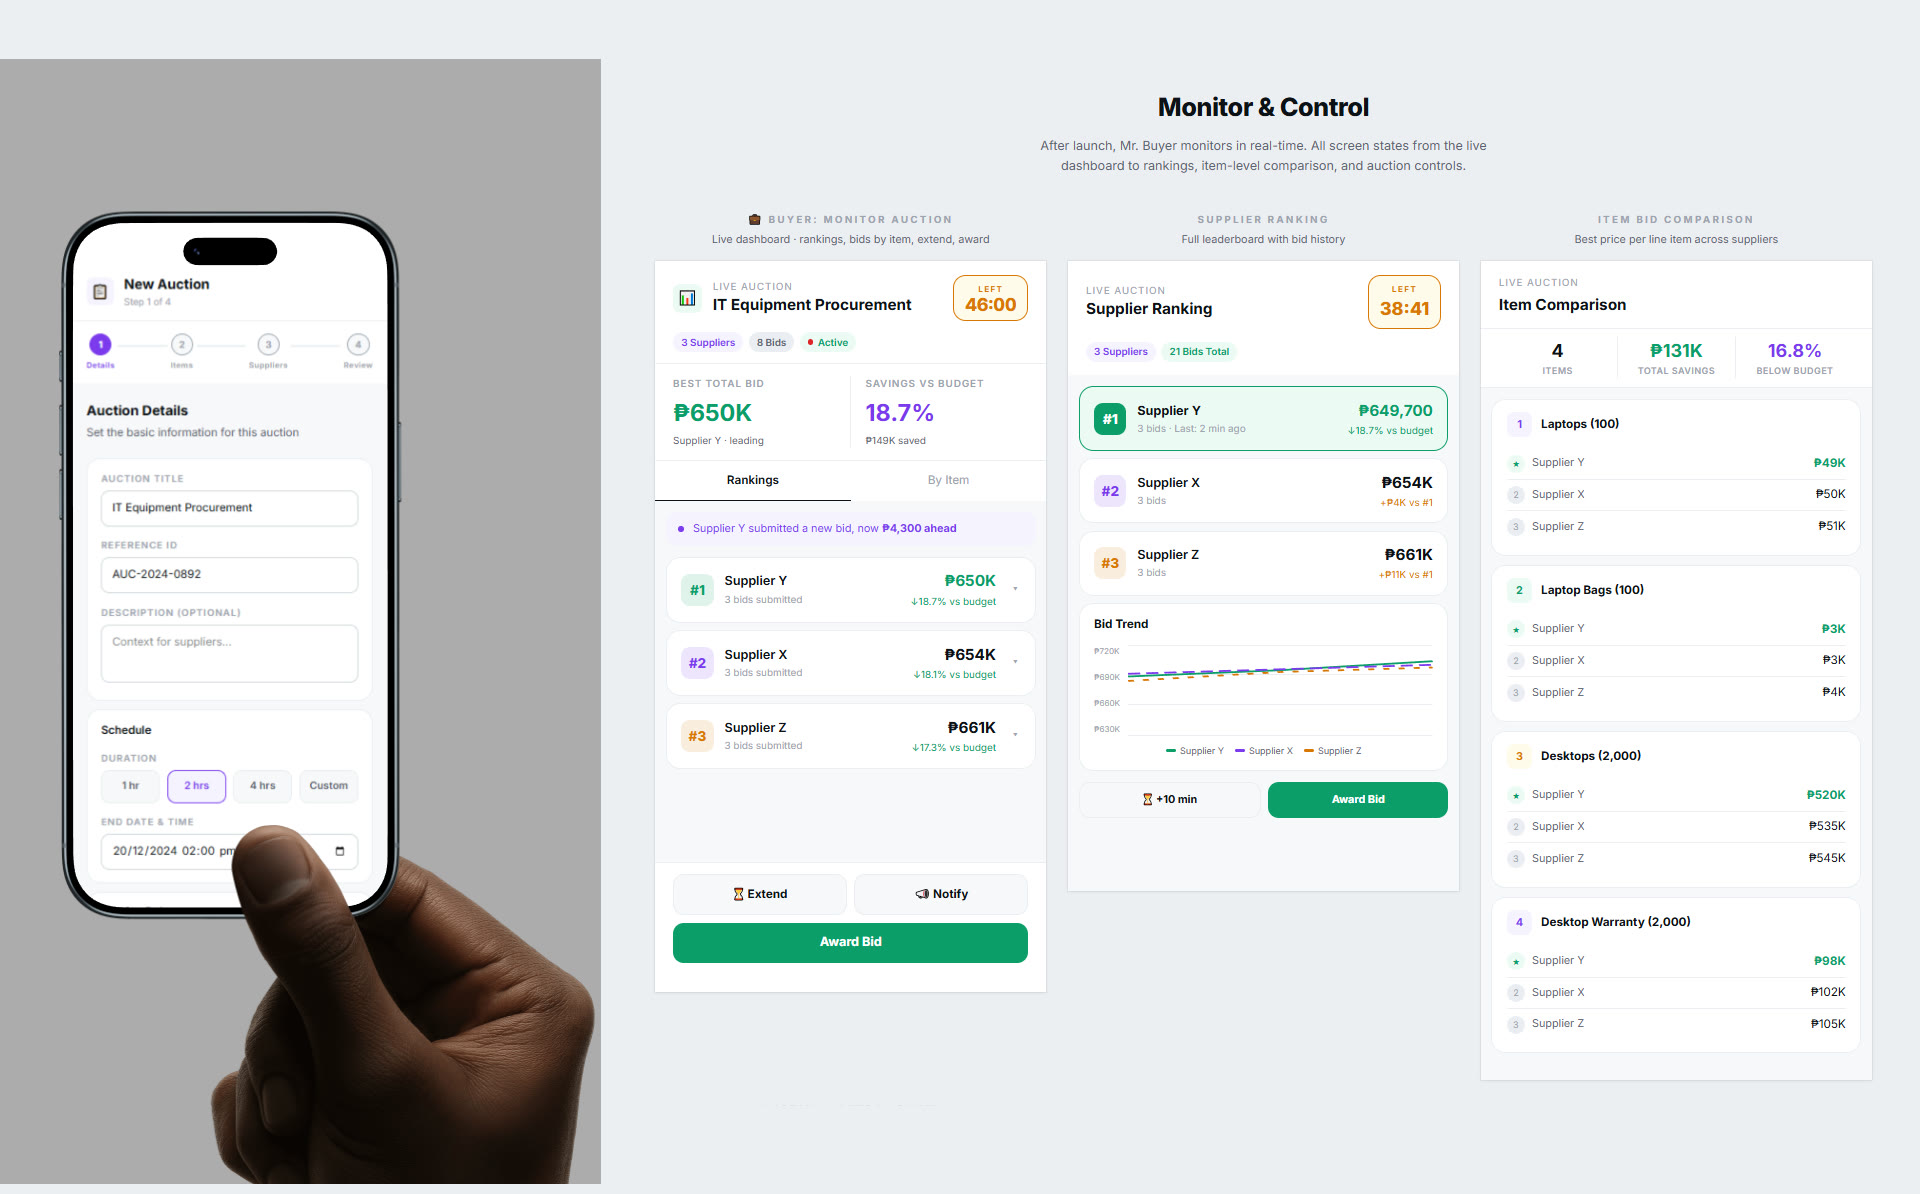 New Auction
Step 1 of 4
1
2
3
4
Details
Items
Suppliers
Review
Auction Details
Set the basic information for this auction
AUCTION TITLE
IT Equipment Procurement
REFERENCE ID
AUC-2024-0892
DESCRIPTION (OPTIONAL)
Context for suppliers...
Schedule
DURATION
1 hr
2 hrs
4 hrs
Custom
END DATE & TIME
20/12/2024 02:00 pm
Monitor & Control
After launch, Mr. Buyer monitors in real-time. All screen states from the live
dashboard to rankings, item-level comparison, and auction controls.
BUYER: MONITOR AUCTION
Live dashboard · rankings, bids by item, extend, award
LIVE AUCTION
IT Equipment Procurement
LEFT
46:00
3 Suppliers
8 Bids
Active
BEST TOTAL BID
₱650K
Supplier Y · leading
SAVINGS VS BUDGET
18.7%
₱149K saved
Rankings
By Item
Supplier Y submitted a new bid, now ₱4,300 ahead
#1
Supplier Y
3 bids submitted
₱650K
↓18.7% vs budget
#2
Supplier X
3 bids submitted
₱654K
↓18.1% vs budget
#3
Supplier Z
3 bids submitted
₱661K
↓17.3% vs budget
Extend
Notify
Award Bid
SUPPLIER RANKING
Full leaderboard with bid history
LIVE AUCTION
Supplier Ranking
LEFT
38:41
3 Suppliers
21 Bids Total
#1
Supplier Y
3 bids · Last: 2 min ago
₱649,700
↓18.7% vs budget
#2
Supplier X
3 bids
₱654K
+₱4K vs #1
#3
Supplier Z
3 bids
₱661K
+₱11K vs #1
Bid Trend
₱720K
₱690K
₱660K
₱630K
Supplier Y
Supplier X
Supplier Z
+10 min
Award Bid
ITEM BID COMPARISON
Best price per line item across suppliers
LIVE AUCTION
Item Comparison
4
ITEMS
₱131K
TOTAL SAVINGS
16.8%
BELOW BUDGET
1
Laptops (100)
Supplier Y
₱49K
2
Supplier X
₱50K
3
Supplier Z
₱51K
2
Laptop Bags (100)
Supplier Y
₱3K
2
Supplier X
₱3K
3
Supplier Z
₱4K
3
Desktops (2,000)
Supplier Y
₱520K
2
Supplier X
₱535K
3
Supplier Z
₱545K
4
Desktop Warranty (2,000)
Supplier Y
₱98K
2
Supplier X
₱102K
3
Supplier Z
₱105K